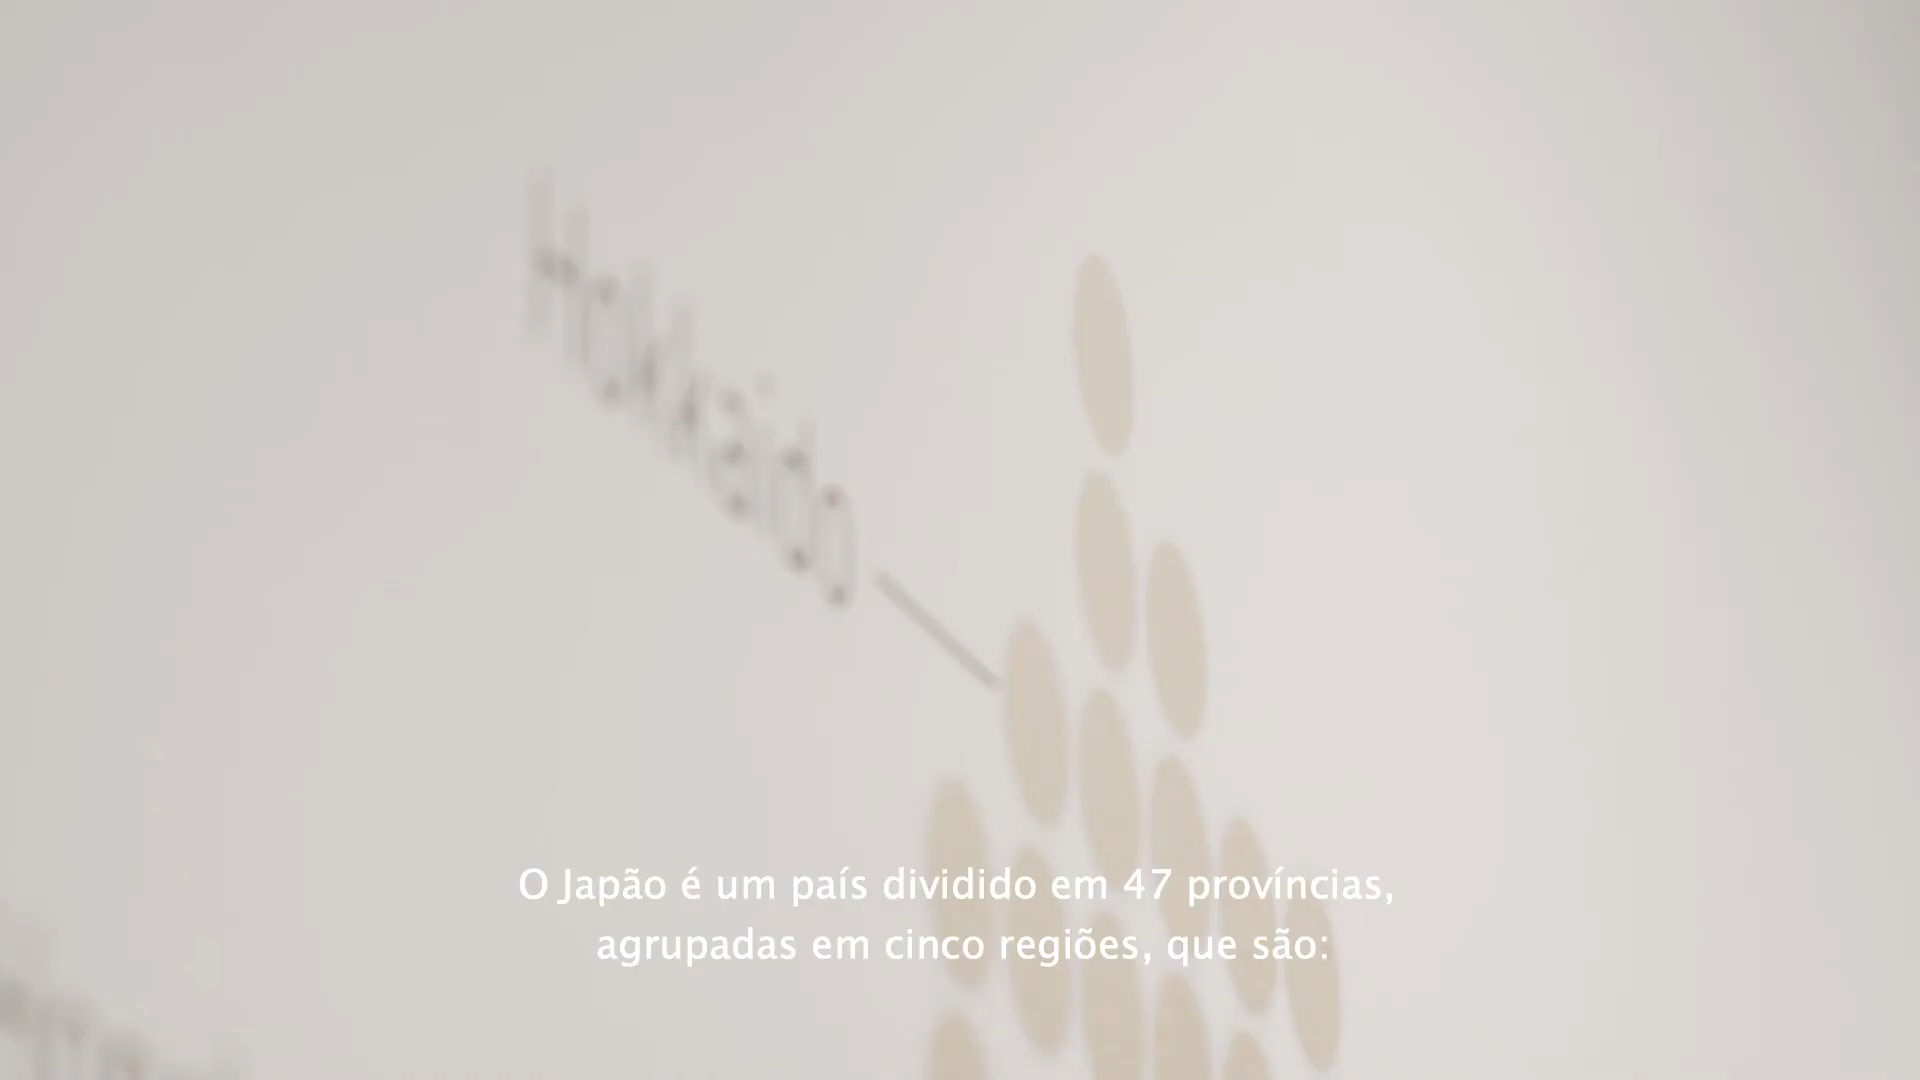 Hokkaido
O Japão é um país dividido em 47 províncias,
agrupadas em cinco regiões, que são: